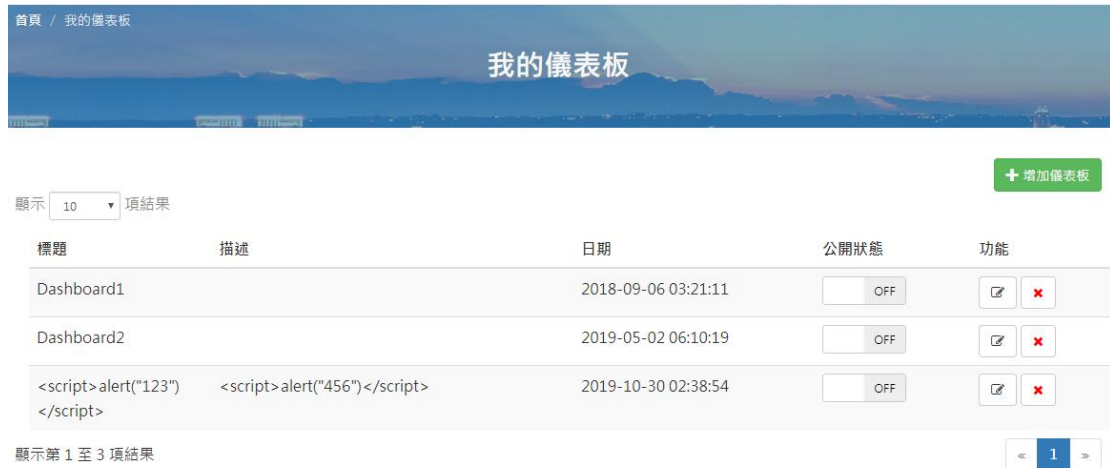 首頁 / 我的儀表板
我的儀表板
增加儀表板
顯示 10 項結果
標題 描述 日期 公開狀態 功能
Dashboard1 2018-09-06 03:21:11 OFF
Dashboard2 2019-05-02 06:10:19 OFF
<script>alert("123") <script>alert("456")</script> 2019-10-30 02:38:54 OFF
</script>
顯示第 1 至 3 項結果 « 1 »